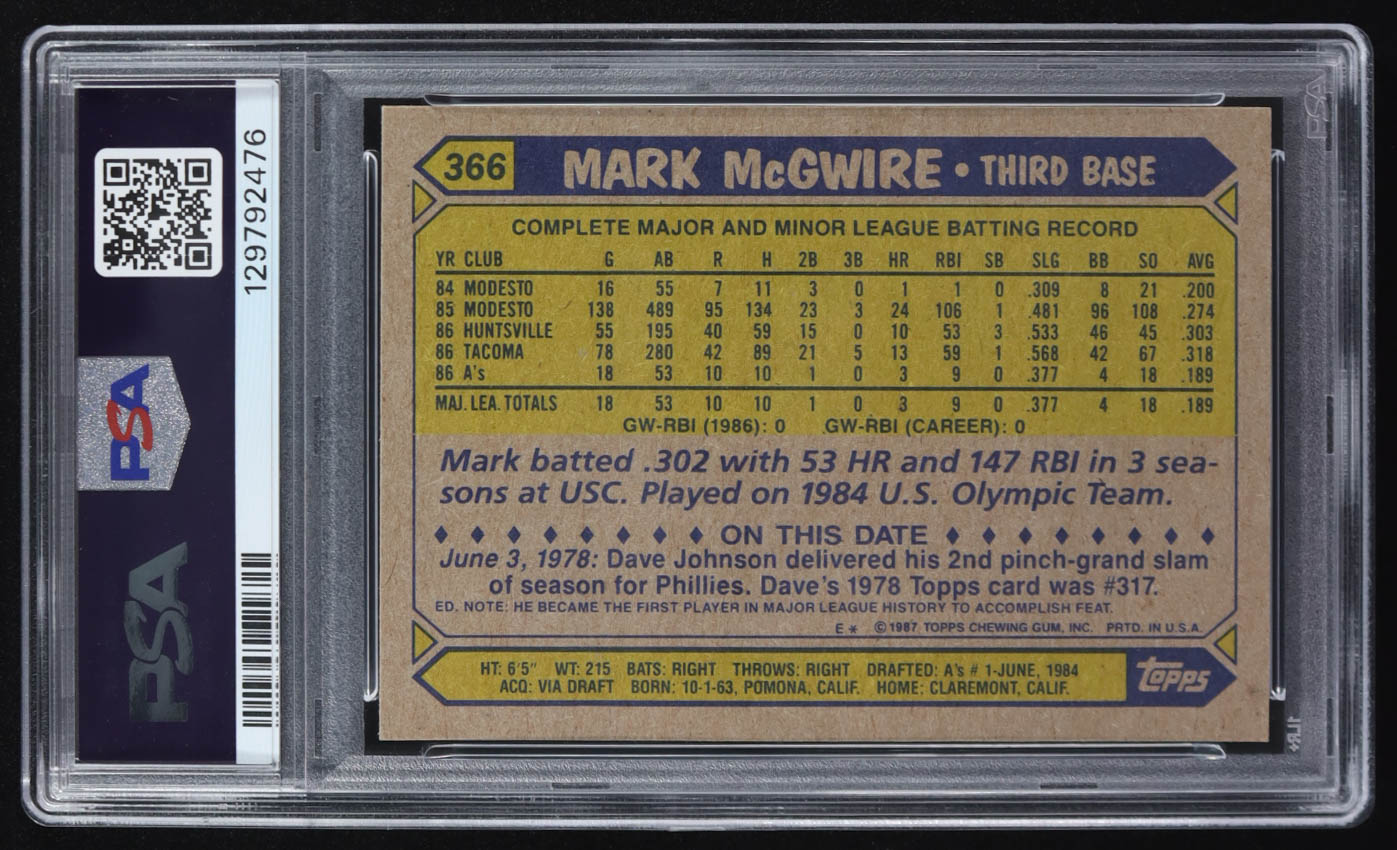 129792476
PSA
PSA
366 MARK McGWIRE • THIRD BASE
COMPLETE MAJOR AND MINOR LEAGUE BATTING RECORD
YR CLUB G AB R H 2B 3B HR RBI SB SLG BB SO AVG
84 MODESTO 16 55 7 11 3 0 1 1 0 .309 8 21 .200
85 MODESTO 138 489 95 134 23 3 24 106 1 .481 96 108 .274
86 HUNTSVILLE 55 195 40 59 15 0 10 53 3 .533 46 45 .303
86 TACOMA 78 280 42 89 21 5 13 59 1 .568 42 67 .318
86 A's 18 53 10 10 1 0 3 9 0 .377 4 18 .189
MAJ. LEA. TOTALS 18 53 10 10 1 0 3 9 0 .377 4 18 .189
GW-RBI (1986): 0 GW-RBI (CAREER): 0
Mark batted .302 with 53 HR and 147 RBI in 3 sea-
sons at USC. Played on 1984 U.S. Olympic Team.
♦ ♦ ♦ ♦ ♦ ♦ ♦ ♦ ON THIS DATE ♦ ♦ ♦ ♦ ♦ ♦ ♦ ♦
June 3, 1978: Dave Johnson delivered his 2nd pinch-grand slam
of season for Phillies. Dave's 1978 Topps card was #317.
ED. NOTE: HE BECAME THE FIRST PLAYER IN MAJOR LEAGUE HISTORY TO ACCOMPLISH FEAT.
E* © 1987 TOPPS CHEWING GUM, INC. PRTD. IN U.S.A.
HT: 6'5" WT: 215 BATS: RIGHT THROWS: RIGHT DRAFTED: A's # 1-JUNE, 1984
ACQ: VIA DRAFT BORN: 10-1-63, POMONA, CALIF. HOME: CLAREMONT, CALIF.
Topps
PSA